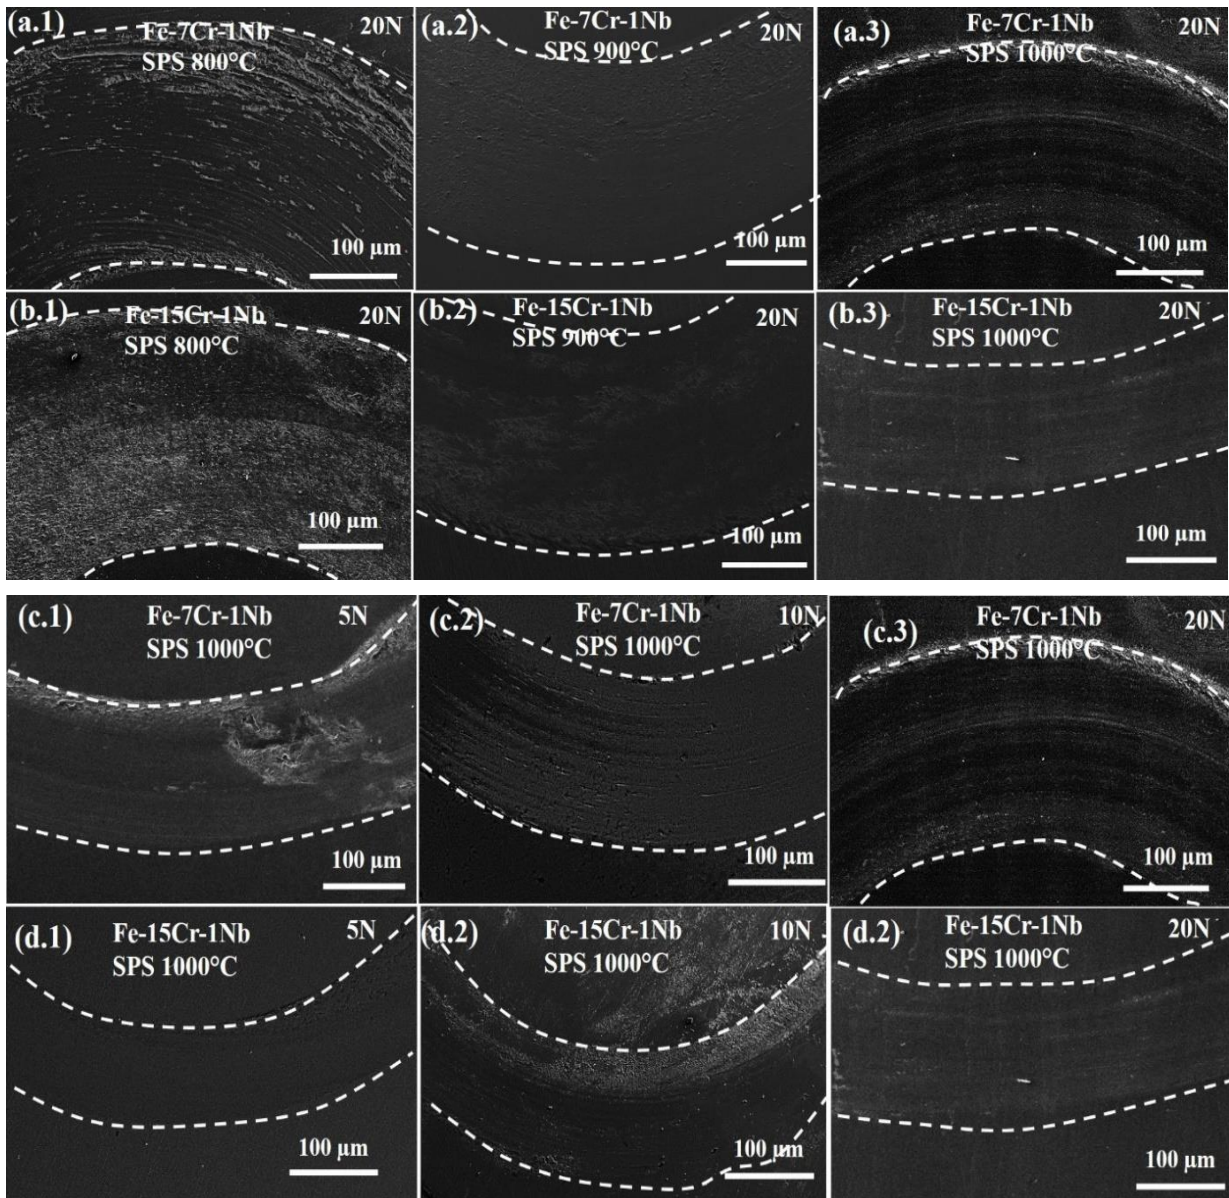 (a.1)
Fe-7Cr-1Nb
SPS 800°C
20N
100 µm
(a.2)
Fe-7Cr-1Nb
SPS 900°C
20N
100 µm
(a.3)
Fe-7Cr-1Nb
SPS 1000°C
20N
100 µm
(b.1)
Fe-15Cr-1Nb
SPS 800°C
20N
100 µm
(b.2)
Fe-15Cr-1Nb
SPS 900°C
20N
100 µm
(b.3)
Fe-15Cr-1Nb
SPS 1000°C
20N
100 µm
(c.1)
Fe-7Cr-1Nb
SPS 1000°C
5N
100 µm
(c.2)
Fe-7Cr-1Nb
SPS 1000°C
10N
100 µm
(c.3)
Fe-7Cr-1Nb
SPS 1000°C
20N
100 µm
(d.1)
Fe-15Cr-1Nb
SPS 1000°C
5N
100 µm
(d.2)
Fe-15Cr-1Nb
SPS 1000°C
10N
100 µm
(d.2)
Fe-15Cr-1Nb
SPS 1000°C
20N
100 µm